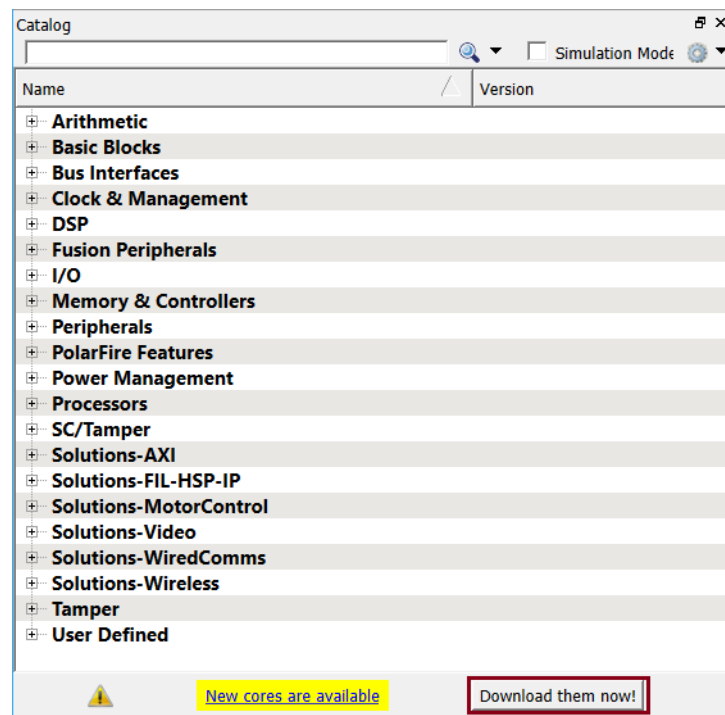 Catalog
Simulation Mode
Name Version
Arithmetic
Basic Blocks
Bus Interfaces
Clock & Management
DSP
Fusion Peripherals
I/O
Memory & Controllers
Peripherals
PolarFire Features
Power Management
Processors
SC/Tamper
Solutions-AXI
Solutions-FIL-HSP-IP
Solutions-MotorControl
Solutions-Video
Solutions-WiredComms
Solutions-Wireless
Tamper
User Defined
New cores are available Download them now!